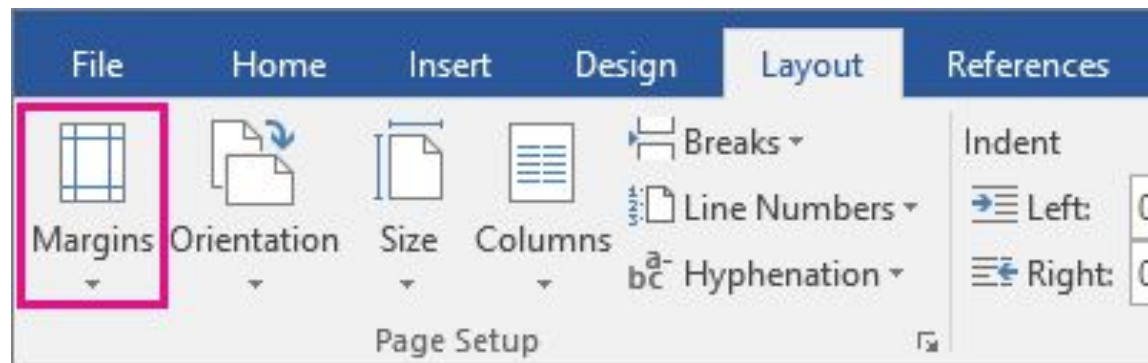 File Home Insert Design Layout References
Breaks Indent
Line Numbers Left:
Margins Orientation Size Columns
Hyphenation Right:
Page Setup